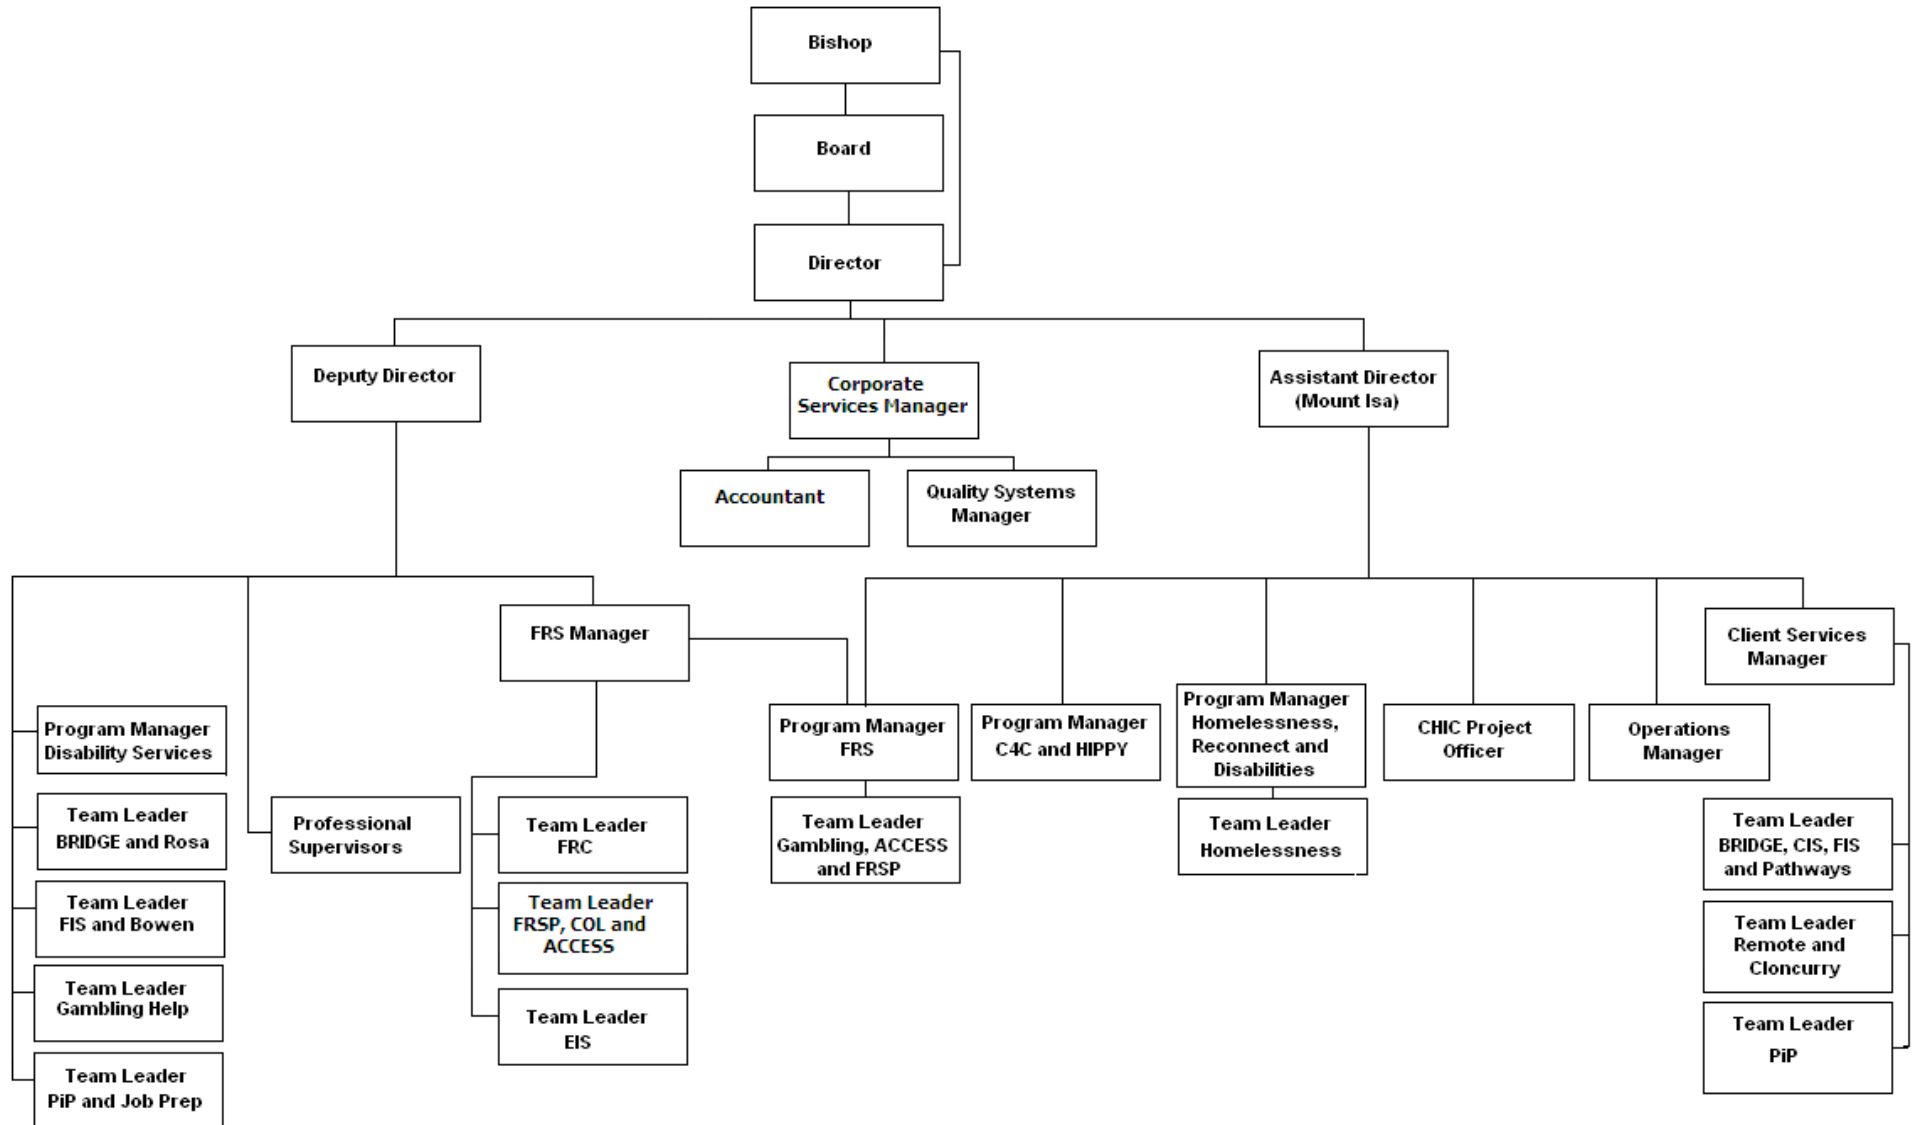 Bishop
Board
Director
Deputy Director
Corporate
Services Manager
Assistant Director
(Mount Isa)
Accountant
Quality Systems
Manager
FRS Manager
Client Services
Manager
Program Manager
Disability Services
Team Leader
BRIDGE and Rosa
Team Leader
FIS and Bowen
Team Leader
Gambling Help
Team Leader
PiP and Job Prep
Professional
Supervisors
Team Leader
FRC
Team Leader
FRSP, COL and
ACCESS
Team Leader
EIS
Program Manager
FRS
Team Leader
Gambling, ACCESS
and FRSP
Program Manager
C4C and HIPPY
Program Manager
Homelessness,
Reconnect and
Disabilities
Team Leader
Homelessness
CHIC Project
Officer
Operations
Manager
Team Leader
BRIDGE, CIS, FIS
and Pathways
Team Leader
Remote and
Cloncurry
Team Leader
PiP